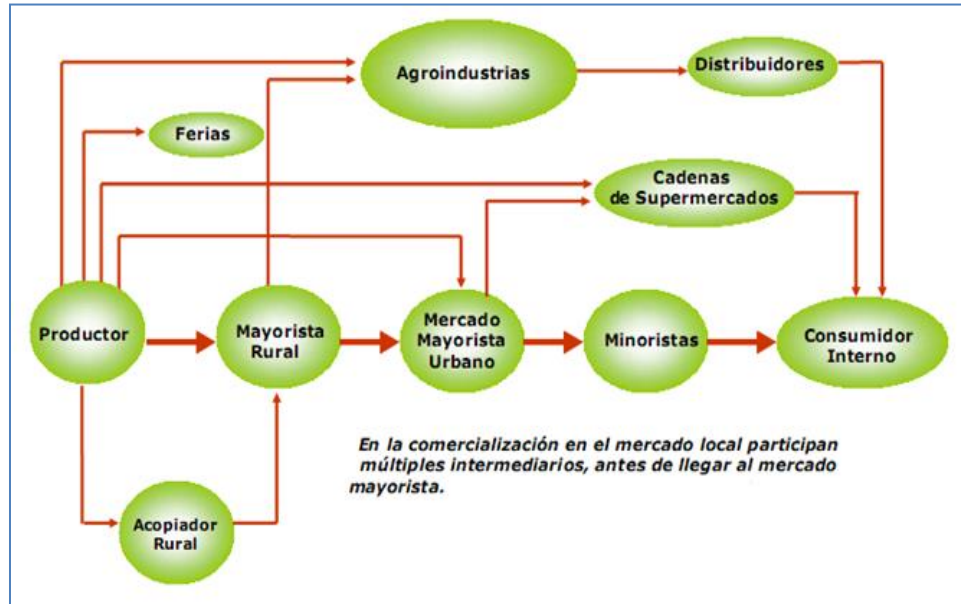 Agroindustrias
Distribuidores
Ferias
Cadenas
de Supermercados
Productor
Mayorista
Rural
Mercado
Mayorista
Urbano
Minoristas
Consumidor
Interno
En la comercialización en el mercado local participan
múltiples intermediarios, antes de llegar al mercado
mayorista.
Acopiador
Rural